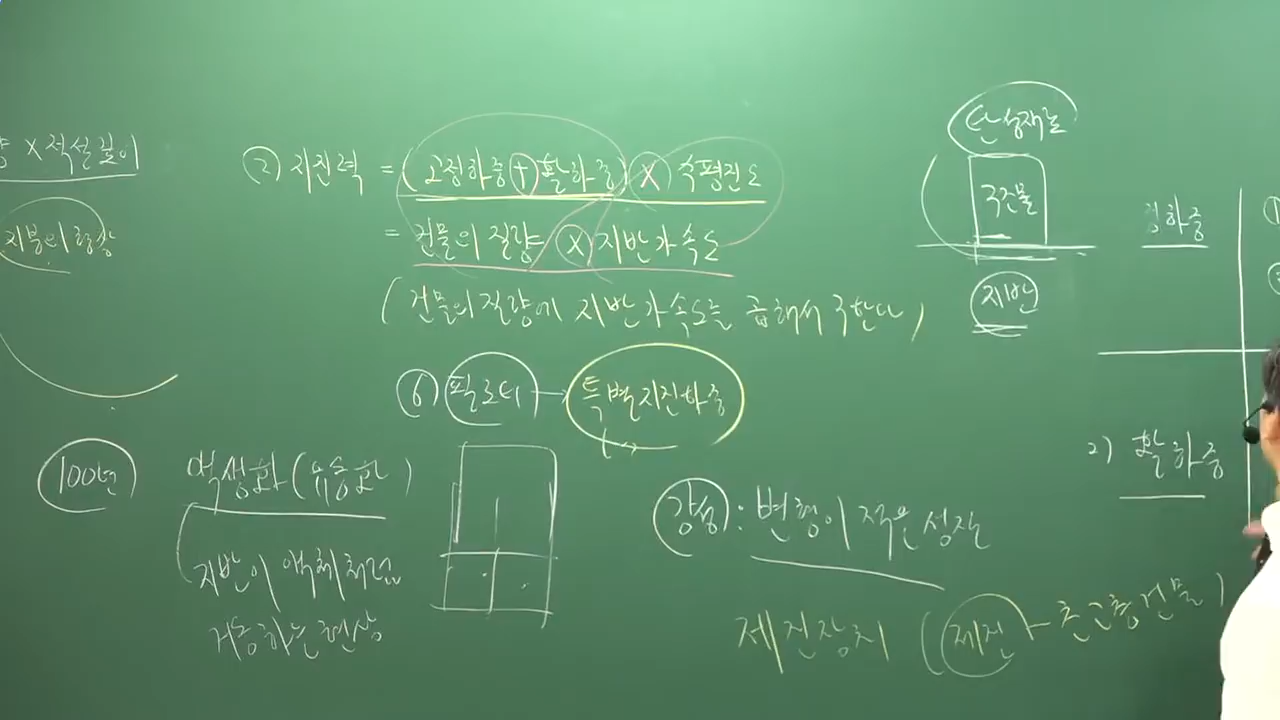 X 적설깊이
지붕의 형상
② 지진력 = (고정하중 + 활하중) X 수평진도
= 건물의 질량 X 지반가속도
(건물의 질량에 지반가속도를 곱해서 구한다)
⑥ 필로티 → 특별지진하중
100년
액상화 (유동화)
지반이 액체처럼
거동하는 현상
강성 : 변형이 적은 성질
제진장치 (제진 - 초고층건물)
탄성재료
구건물
지반
정하중
2) 활하중